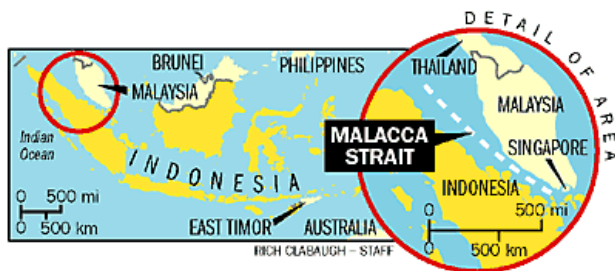 DETAIL OF AREA
BRUNEI
PHILIPPINES
MALAYSIA
Indian
Ocean
INDONESIA
0 500 mi
0 500 km
EAST TIMOR
AUSTRALIA
RICH CLABAUGH – STAFF
THAILAND
MALAYSIA
MALACCA
STRAIT
SINGAPORE
INDONESIA
0 500 mi
0 500 km